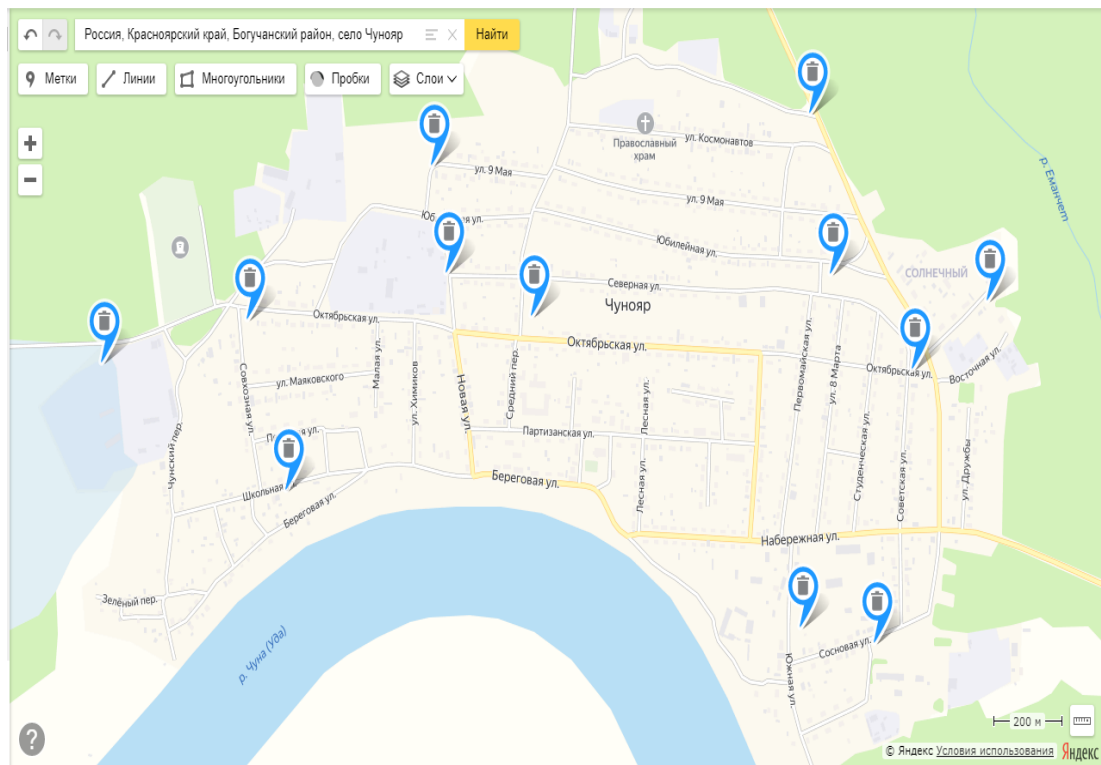 Россия, Красноярский край, Богучанский район, село Чунояр
Найти
Метки
Линии
Многоугольники
Пробки
Слои
+
−
ул. Космонавтов
Православный
храм
р. Еманчет
ул. 9 Мая
ул. 9 Мая
Юбилейная ул.
СОЛНЕЧНЫЙ
Северная ул.
Чунояр
Октябрьская ул.
Октябрьская ул.
Октябрьская ул.
Восточная ул.
Малая ул.
ул. Маяковского
Совхозная ул.
ул. Химиков
Новая ул.
Средний пер.
Лесная ул.
Первомайская ул.
ул. 8 Марта
Партизанская ул.
Чунский пер.
Студенческая ул.
Советская ул.
ул. Дружбы
Школьная
Береговая ул.
Береговая ул.
Лесная ул.
Набережная ул.
Зелёный пер.
р. Чуна (Уда)
Сосновая ул.
Южная ул.
200 м
?
© Яндекс Условия использования Яндекс